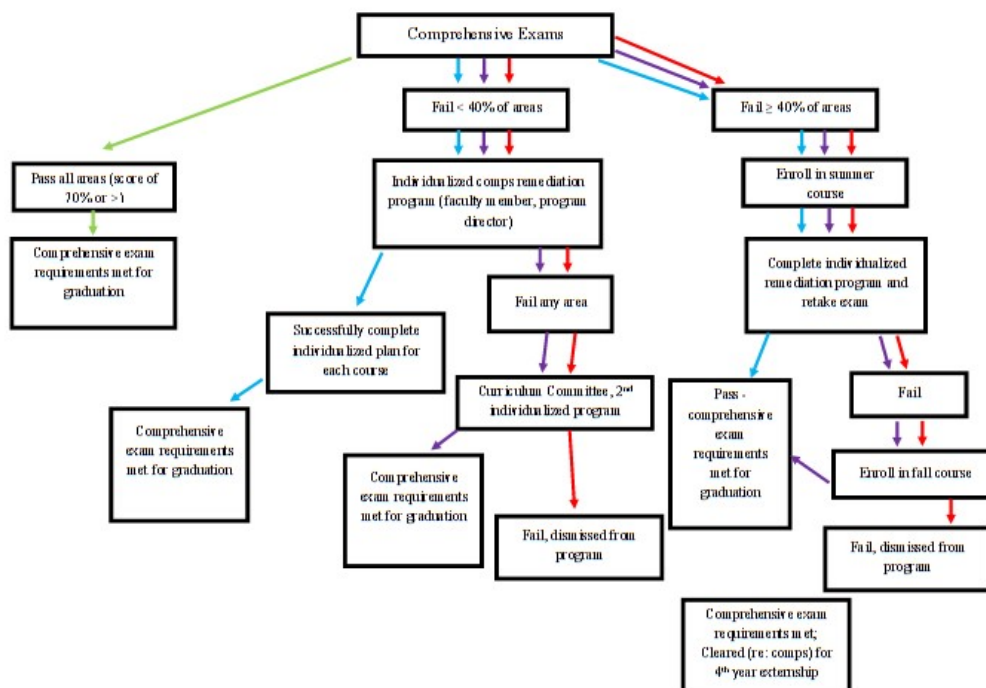 Comprehensive Exams
Fail < 40% of areas
Fail ≥ 40% of areas
Pass all areas (score of
70% or >)
Individualized comps remediation
program (faculty member, program
director)
Enroll in summer
course
Comprehensive exam
requirements met for
graduation
Complete individualized
remediation program and
retake exam
Fail any area
Successfully complete
individualized plan for
each course
Curriculum Committee, 2nd
individualized program
Pass -
comprehensive
exam
requirements
met for
graduation
Fail
Comprehensive
exam requirements
met for graduation
Comprehensive
exam requirements
met for graduation
Enroll in fall course
Fail, dismissed from
program
Fail, dismissed from
program
Comprehensive exam
requirements met;
Cleared (re: comps) for
4th year externship